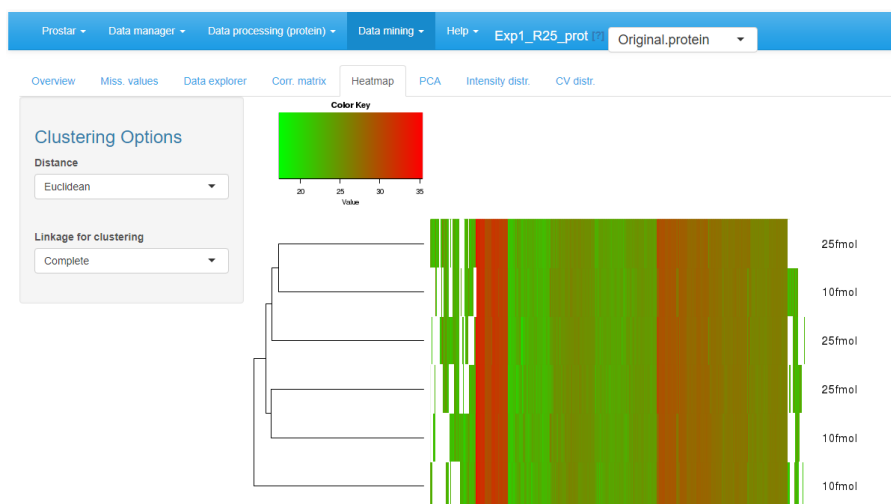 Prostar Data manager Data processing (protein) Data mining Help Exp1_R25_prot [?] Original.protein
Overview Miss. values Data explorer Corr. matrix Heatmap PCA Intensity distr. CV distr.
Clustering Options
Distance
Euclidean
Linkage for clustering
Complete
Color Key
20 25 30 35
Value
25fmol
10fmol
25fmol
25fmol
10fmol
10fmol